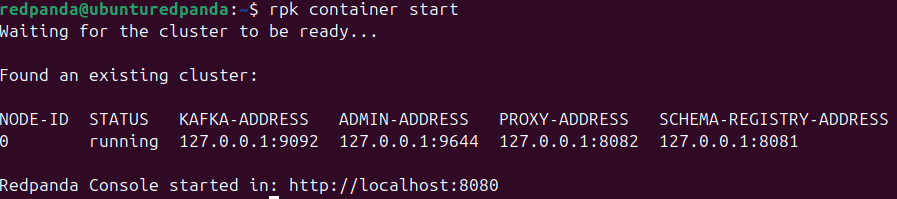 redpanda@ubunturedpanda:~$ rpk container start
Waiting for the cluster to be ready...
Found an existing cluster:
NODE-ID  STATUS   KAFKA-ADDRESS   ADMIN-ADDRESS   PROXY-ADDRESS   SCHEMA-REGISTRY-ADDRESS
0        running  127.0.0.1:9092  127.0.0.1:9644  127.0.0.1:8082  127.0.0.1:8081
Redpanda Console started in: http://localhost:8080